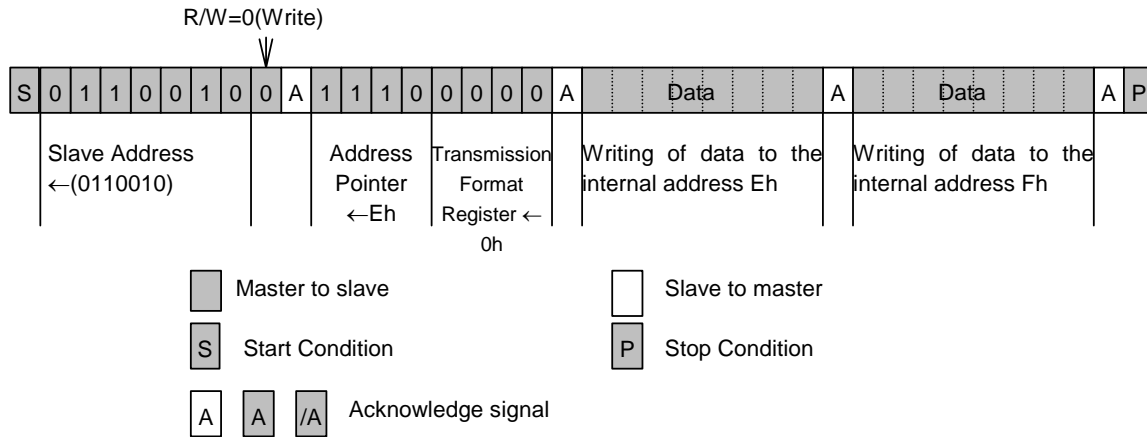 R/W=0(Write)
S 0 1 1 0 0 1 0 0 A 1 1 1 0 0 0 0 0 A Data A Data A P
Slave Address
←(0110010)
Address
Pointer
←Eh
Transmission
Format
Register ←
0h
Writing of data to the
internal address Eh
Writing of data to the
internal address Fh
Master to slave
Slave to master
S Start Condition
P Stop Condition
A A /A Acknowledge signal